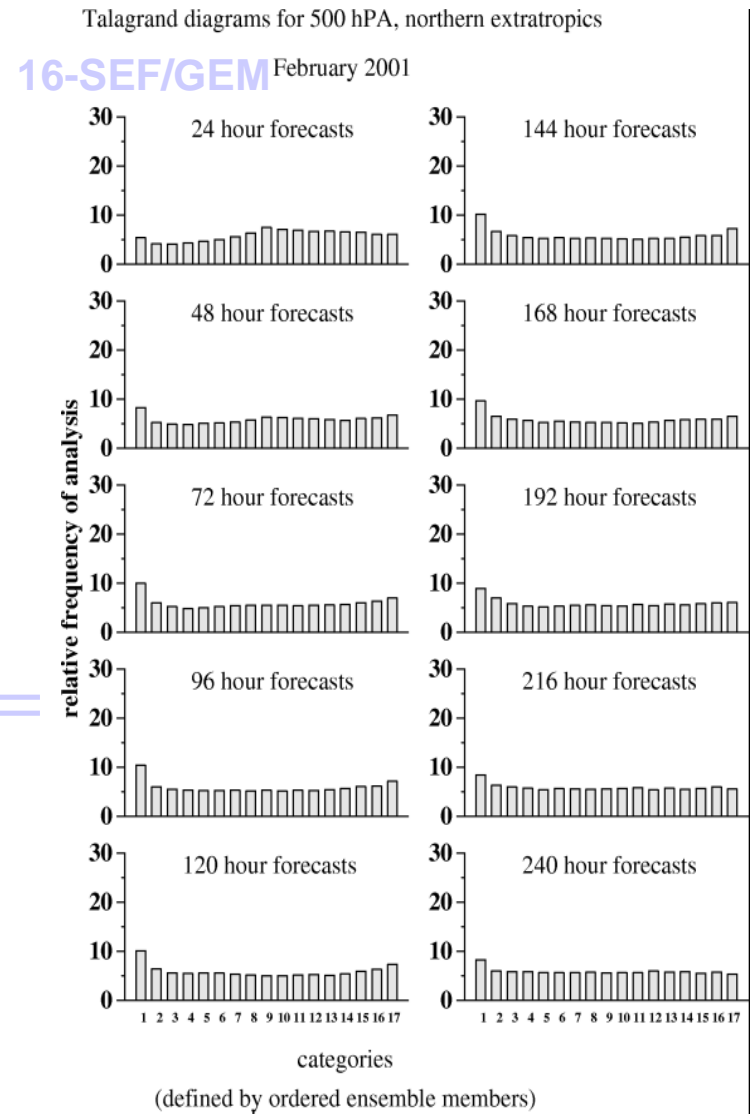 Talagrand diagrams for 500 hPA, northern extratropics
16-SEF/GEM
February 2001
relative frequency of analysis
30
20
10
0
24 hour forecasts
30
20
10
0
144 hour forecasts
30
20
10
0
48 hour forecasts
30
20
10
0
168 hour forecasts
30
20
10
0
72 hour forecasts
30
20
10
0
192 hour forecasts
30
20
10
0
96 hour forecasts
30
20
10
0
216 hour forecasts
30
20
10
0
120 hour forecasts
30
20
10
0
240 hour forecasts
1 2 3 4 5 6 7 8 9 10 11 12 13 14 15 16 17
1 2 3 4 5 6 7 8 9 10 11 12 13 14 15 16 17
categories
(defined by ordered ensemble members)